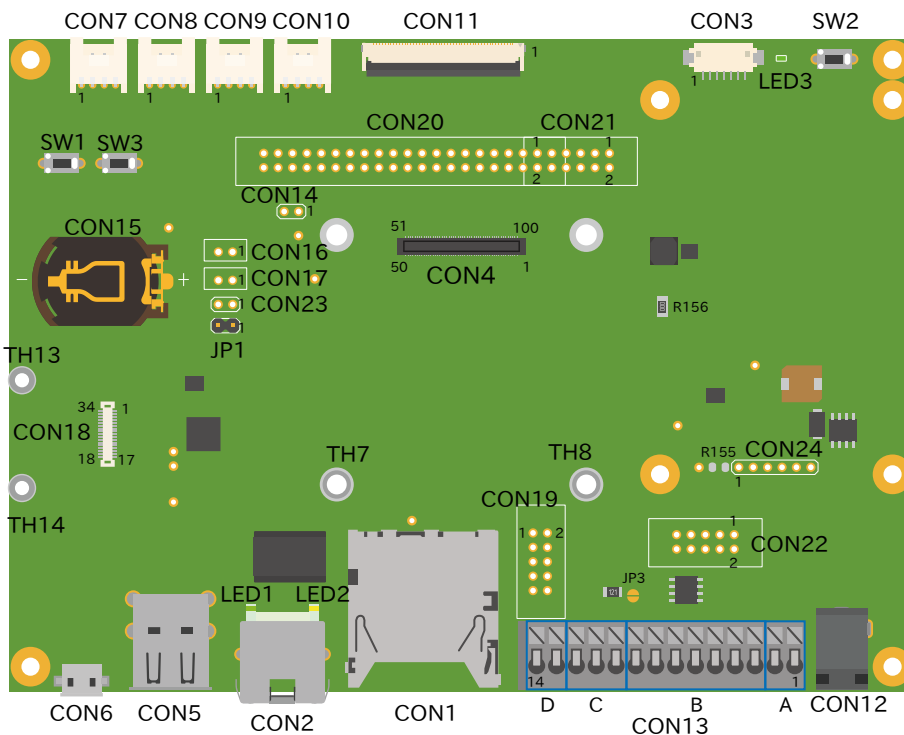 CON7 CON8 CON9 CON10 CON11 CON3 SW2
1 1 1 1 1 1 LED3
CON20 CON21
SW1 SW3 1 1
2 2
CON14 1
CON15 51 100
CON16 1
- + CON17 1 50 CON4 1
CON23 1 R156
JP1 1
TH13
34 1
CON18
18 17
R155 CON24
1
TH7 TH8
TH14 CON19
1 2 1
CON22
2
LED1 LED2 JP3
121
14 1
CON6 CON5 CON2 CON1 D C B A CON12
CON13